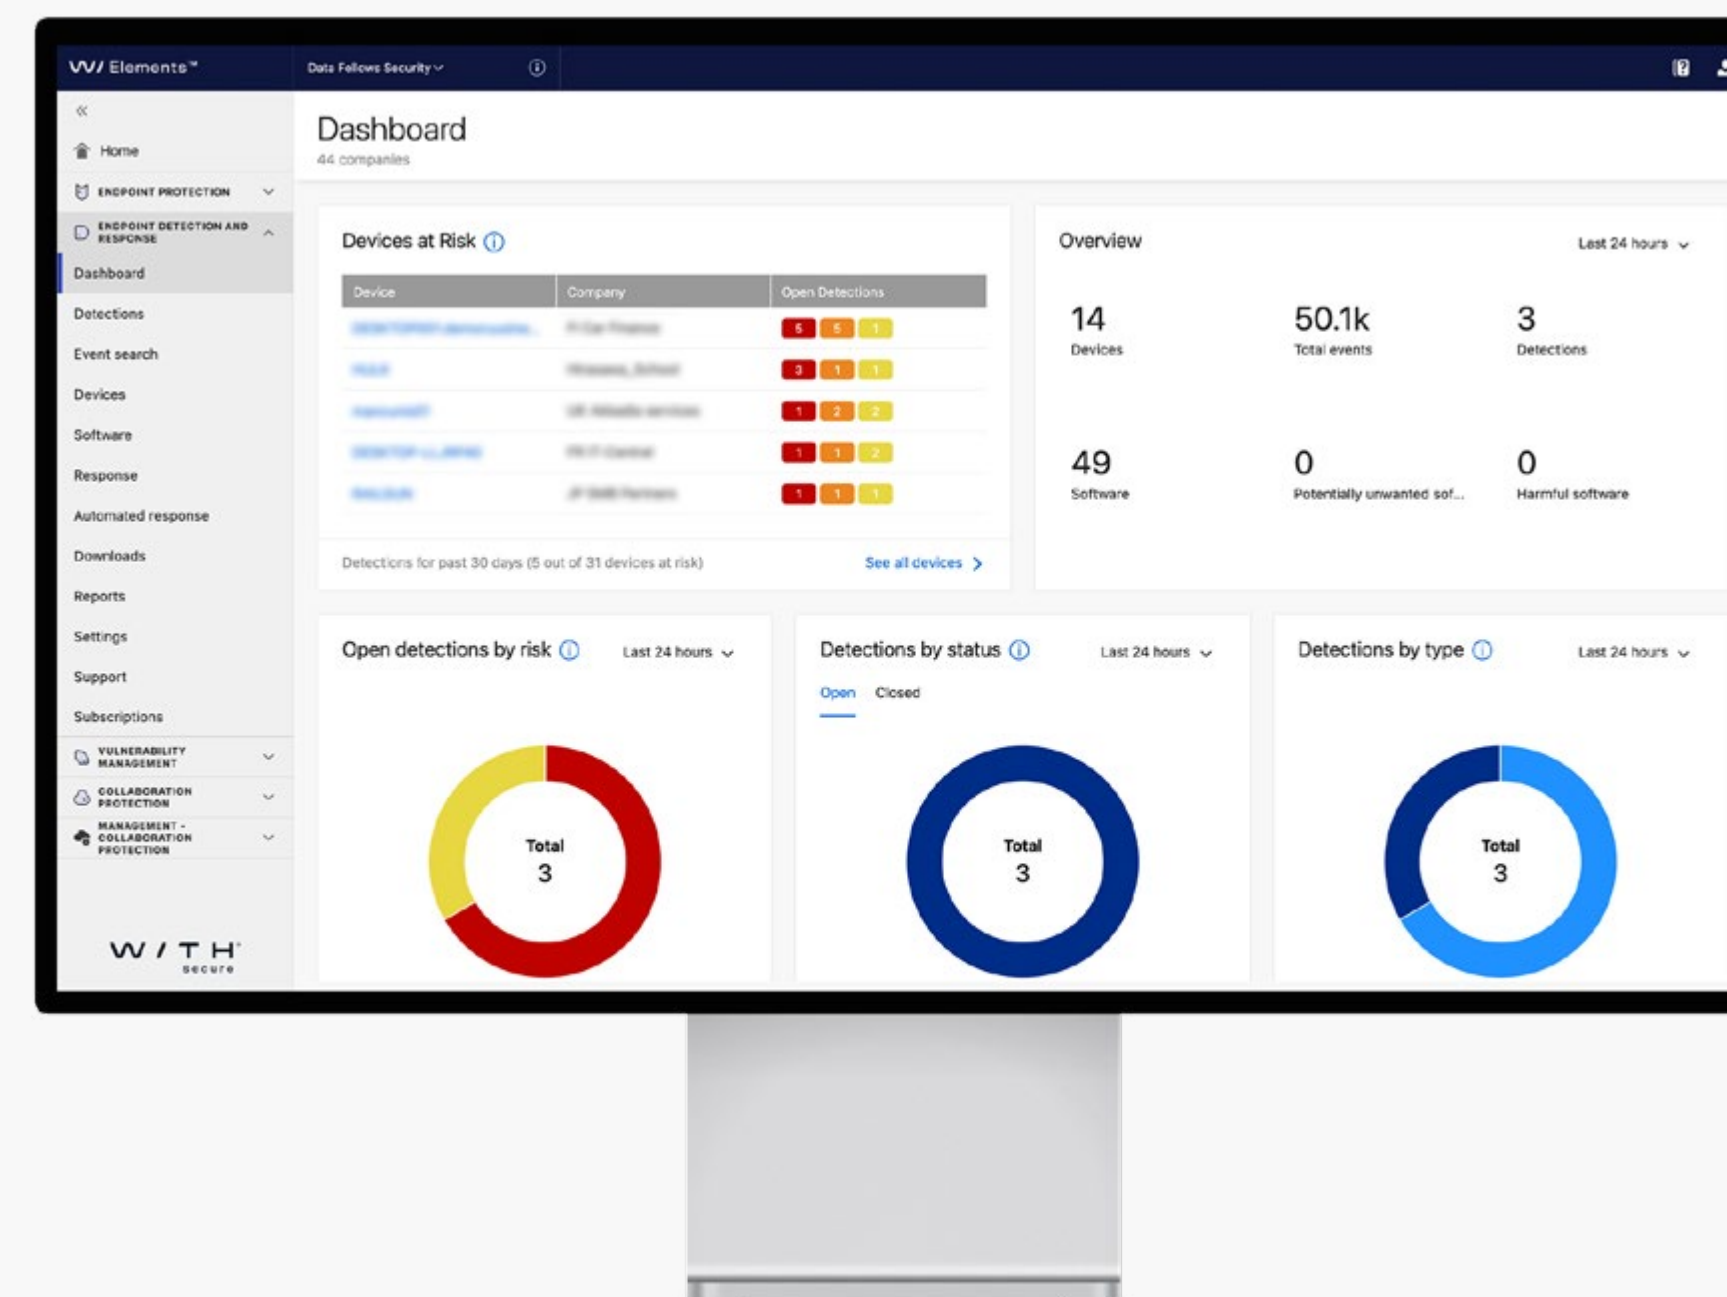 W/ Elements™
Data Fellows Security
Home
ENDPOINT PROTECTION
ENDPOINT DETECTION AND
RESPONSE
Dashboard
Detections
Event search
Devices
Software
Response
Automated response
Downloads
Reports
Settings
Support
Subscriptions
VULNERABILITY
MANAGEMENT
COLLABORATION
PROTECTION
MANAGEMENT -
COLLABORATION
PROTECTION
W / T H
secure
Dashboard
44 companies
Devices at Risk
Device Company Open Detections
5 5 1
3 1 1
1 2 2
1 1 2
1 1 1
Detections for past 30 days (5 out of 31 devices at risk)
See all devices
Overview
Last 24 hours
14
Devices
50.1k
Total events
3
Detections
49
Software
0
Potentially unwanted sof...
0
Harmful software
Open detections by risk
Last 24 hours
Total
3
Detections by status
Last 24 hours
Open Closed
Total
3
Detections by type
Last 24 hours
Total
3